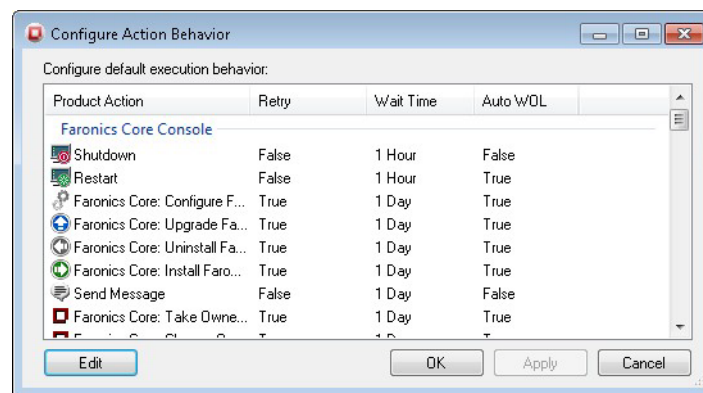 Configure Action Behavior
Configure default execution behavior:
Product Action Retry Wait Time Auto WOL
Faronics Core Console
Shutdown False 1 Hour False
Restart False 1 Hour True
Faronics Core: Configure F... True 1 Day True
Faronics Core: Upgrade Fa... True 1 Day True
Faronics Core: Uninstall Fa... True 1 Day True
Faronics Core: Install Faro... True 1 Day True
Send Message False 1 Day False
Faronics Core: Take Owne... True 1 Day True
Edit OK Apply Cancel